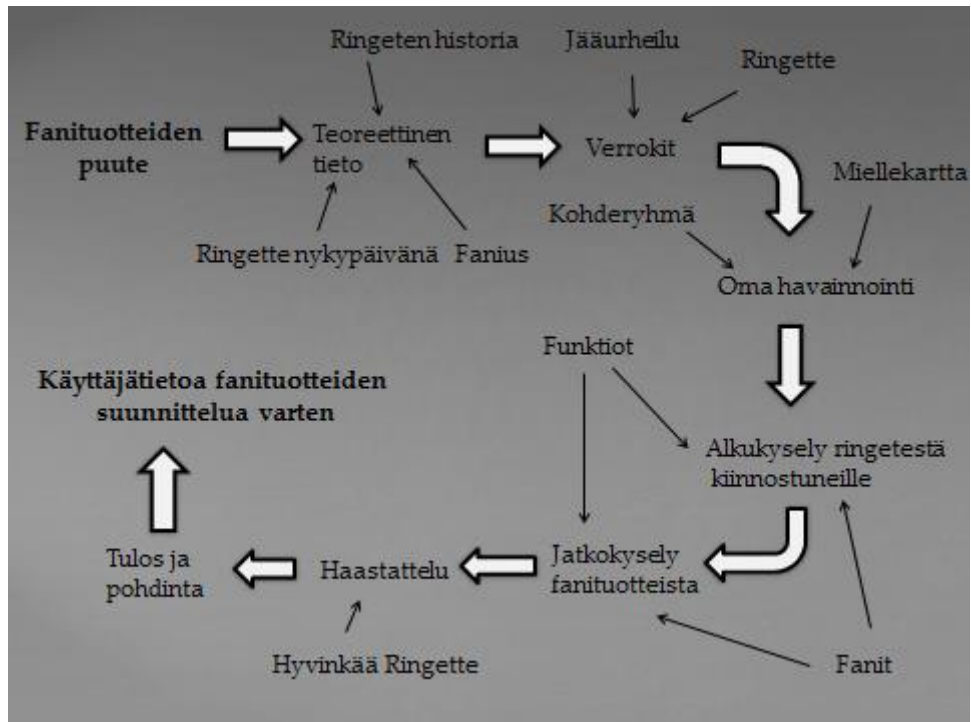 Ringeten historia
Jääurheilu
Ringette
Fanituotteiden
puute
Teoreettinen
tieto
Verrokit
Miellekartta
Kohderyhmä
Ringette nykypäivänä
Fanius
Oma havainnointi
Funktiot
Käyttäjätietoa fanituotteiden
suunnittelua varten
Alkukysely ringetestä
kiinnostuneille
Tulos ja
pohdinta
Haastattelu
Jatkokysely
fanituotteista
Hyvinkää Ringette
Fanit